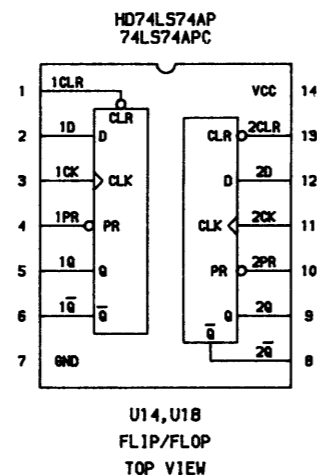 HD74LS74AP
74LS74APC
1 1CLR VCC 14
CLR CLR 2CLR 13
2 1D D D 2D 12
3 1CK CLK CLK 2CK 11
4 1PR PR PR 2PR 10
5 1Q Q Q 2Q 9
6 1Q̅ Q̅ Q̅ 2Q̅ 8
7 GND
U14,U18
FLIP/FLOP
TOP VIEW